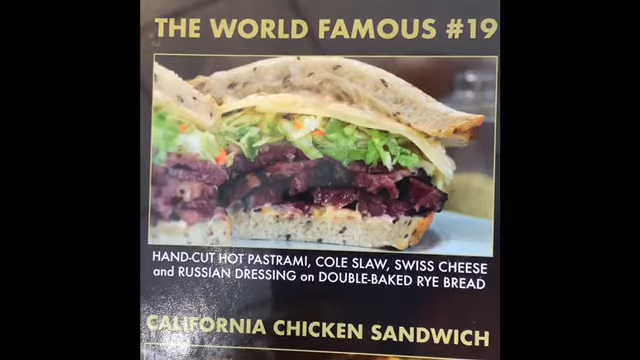 THE WORLD FAMOUS #19
HAND-CUT HOT PASTRAMI, COLE SLAW, SWISS CHEESE
and RUSSIAN DRESSING on DOUBLE-BAKED RYE BREAD
CALIFORNIA CHICKEN SANDWICH